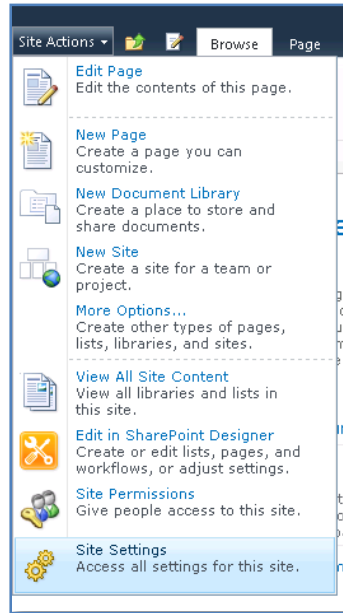 Site Actions Browse Page
Edit Page
Edit the contents of this page.
New Page
Create a page you can
customize.
New Document Library
Create a place to store and
share documents.
New Site
Create a site for a team or
project.
More Options...
Create other types of pages,
lists, libraries, and sites.
View All Site Content
View all libraries and lists in
this site.
Edit in SharePoint Designer
Create or edit lists, pages, and
workflows, or adjust settings.
Site Permissions
Give people access to this site.
Site Settings
Access all settings for this site.